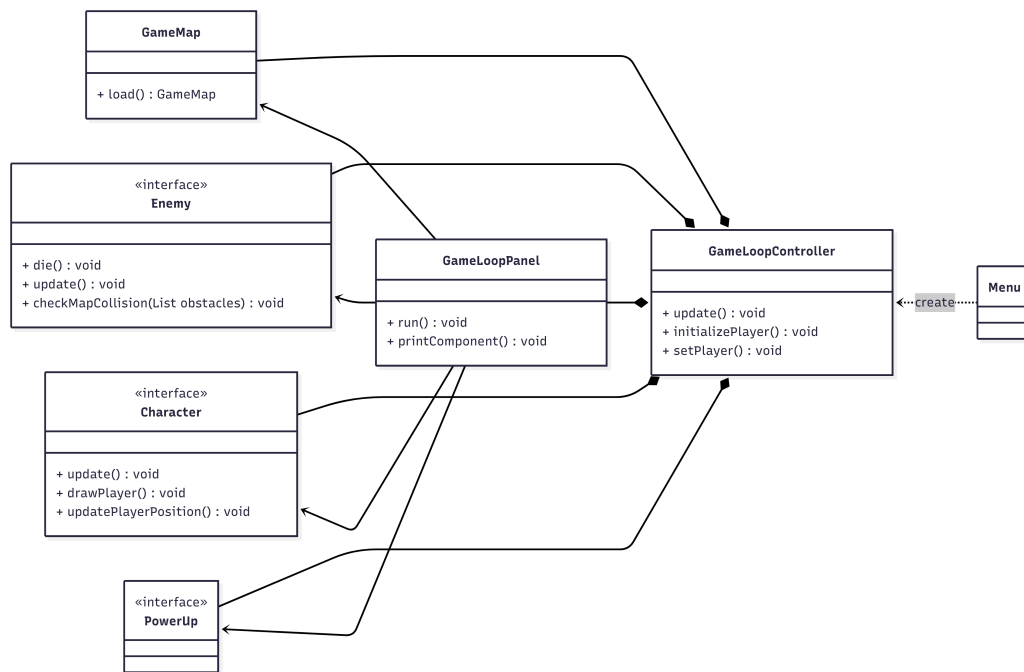 GameMap
+ load() : GameMap
«interface»
Enemy
+ die() : void
+ update() : void
+ checkMapCollision(List obstacles) : void
GameLoopPanel
+ run() : void
+ printComponent() : void
GameLoopController
+ update() : void
+ initializePlayer() : void
+ setPlayer() : void
create
Menu
«interface»
Character
+ update() : void
+ drawPlayer() : void
+ updatePlayerPosition() : void
«interface»
PowerUp